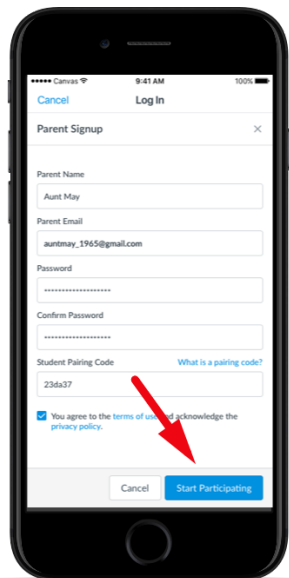 Canvas 9:41 AM 100%
Cancel Log In
Parent Signup ×
Parent Name
Aunt May
Parent Email
auntmay_1965@gmail.com
Password
Confirm Password
Student Pairing Code What is a pairing code?
23da37
You agree to the terms of use and acknowledge the
privacy policy.
Cancel Start Participating